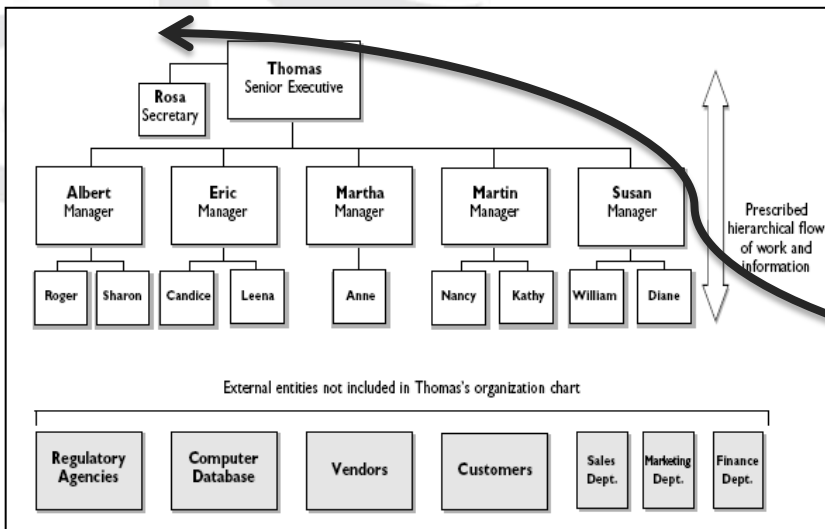 Thomas
Senior Executive
Rosa
Secretary
Albert
Manager
Eric
Manager
Martha
Manager
Martin
Manager
Susan
Manager
Prescribed
hierarchical flow
of work and
information
Roger
Sharon
Candice
Leena
Anne
Nancy
Kathy
William
Diane
External entities not included in Thomas's organization chart
Regulatory
Agencies
Computer
Database
Vendors
Customers
Sales
Dept.
Marketing
Dept.
Finance
Dept.